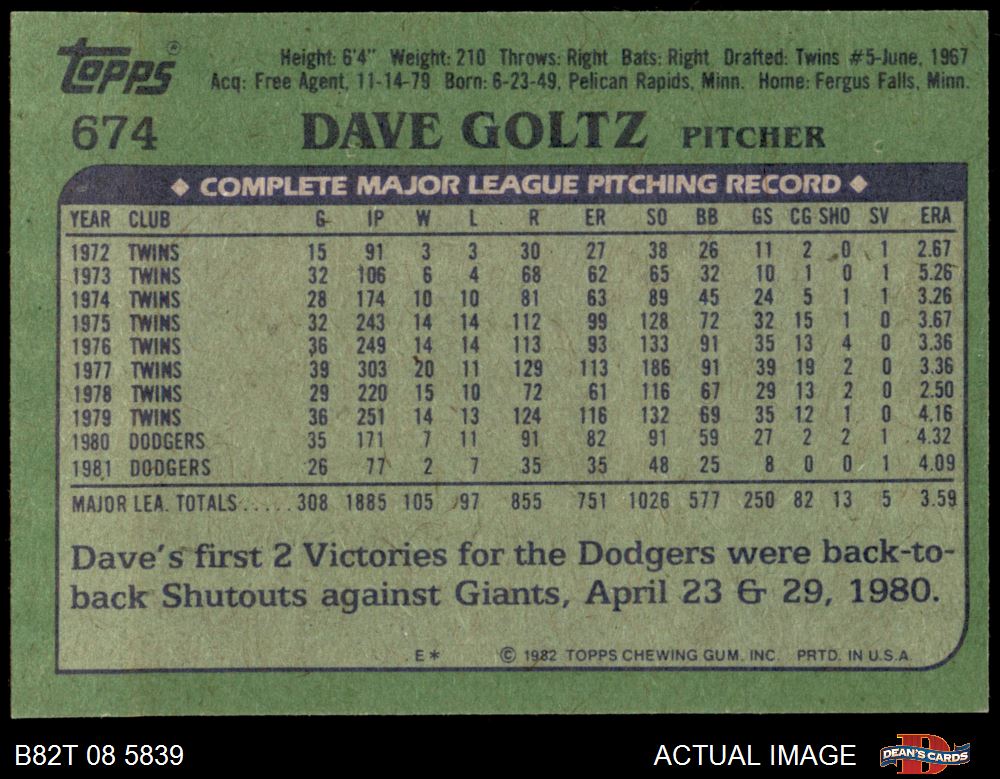 Topps®
Height: 6'4" Weight: 210 Throws: Right Bats: Right Drafted: Twins #5-June, 1967
Acq: Free Agent, 11-14-79 Born: 6-23-49, Pelican Rapids, Minn. Home: Fergus Falls, Minn.
674 DAVE GOLTZ PITCHER
◆ COMPLETE MAJOR LEAGUE PITCHING RECORD ◆
YEAR CLUB G IP W L R ER SO BB GS CG SHO SV ERA
1972 TWINS 15 91 3 3 30 27 38 26 11 2 0 1 2.67
1973 TWINS 32 106 6 4 68 62 65 32 10 1 0 1 5.26
1974 TWINS 28 174 10 10 81 63 89 45 24 5 1 1 3.26
1975 TWINS 32 243 14 14 112 99 128 72 32 15 1 0 3.67
1976 TWINS 36 249 14 14 113 93 133 91 35 13 4 0 3.36
1977 TWINS 39 303 20 11 129 113 186 91 39 19 2 0 3.36
1978 TWINS 29 220 15 10 72 61 116 67 29 13 2 0 2.50
1979 TWINS 36 251 14 13 124 116 132 69 35 12 1 0 4.16
1980 DODGERS 35 171 7 11 91 82 91 59 27 2 2 1 4.32
1981 DODGERS 26 77 2 7 35 35 48 25 8 0 0 1 4.09
MAJOR LEA. TOTALS..... 308 1885 105 97 855 751 1026 577 250 82 13 5 3.59
Dave's first 2 Victories for the Dodgers were back-to-
back Shutouts against Giants, April 23 & 29, 1980.
E* © 1982 TOPPS CHEWING GUM, INC. PRTD. IN U.S.A.
B82T 08 5839 ACTUAL IMAGE DEAN'S CARDS